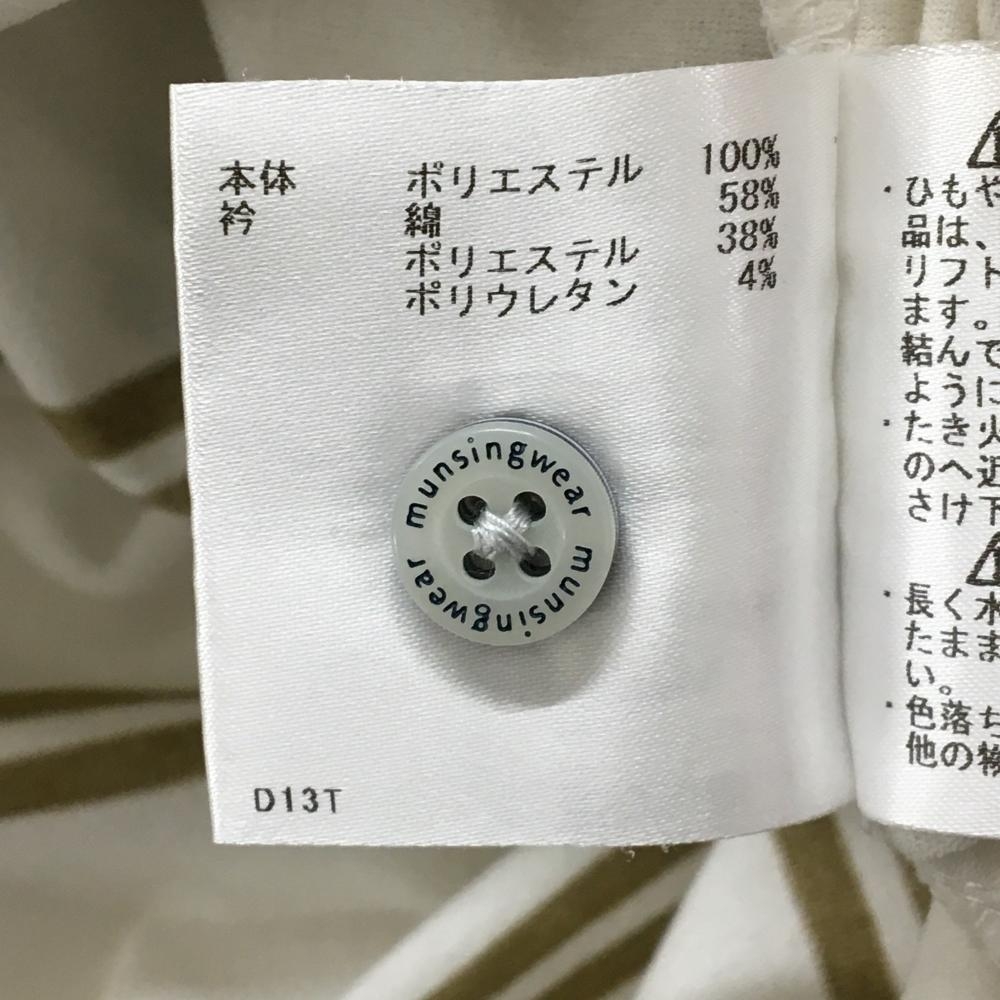 本体 ポリエステル 100%
衿 綿 58%
ポリエステル 38%
ポリウレタン 4%
munsingwear munsingwear
D13T
・ひもや
品は、
リフト
ます。
結んで
ように
・たき火
のへ近
さけ下
・長く水
たまま
い。
・色落ち
他の物